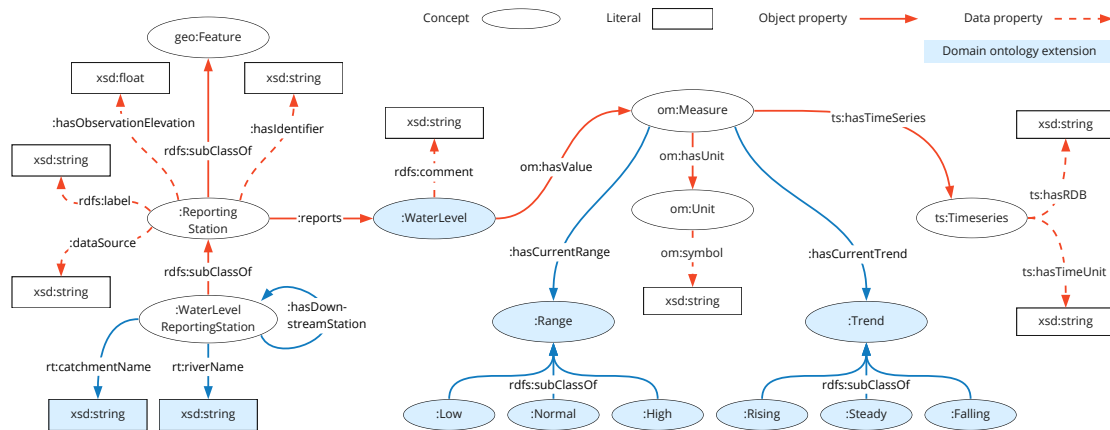 Concept
Literal
Object property
Data property
Domain ontology extension
geo:Feature
xsd:float
xsd:string
:hasObservationElevation
:hasIdentifier
rdfs:subClassOf
xsd:string
rdfs:label
:Reporting
Station
:dataSource
xsd:string
:reports
xsd:string
rdfs:comment
:WaterLevel
om:hasValue
om:Measure
om:hasUnit
om:Unit
om:symbol
xsd:string
ts:hasTimeSeries
ts:Timeseries
xsd:string
ts:hasRDB
ts:hasTimeUnit
xsd:string
rdfs:subClassOf
:WaterLevel
ReportingStation
:hasDown-
streamStation
rt:catchmentName
rt:riverName
xsd:string
xsd:string
:hasCurrentRange
:Range
rdfs:subClassOf
:Low
:Normal
:High
:hasCurrentTrend
:Trend
rdfs:subClassOf
:Rising
:Steady
:Falling